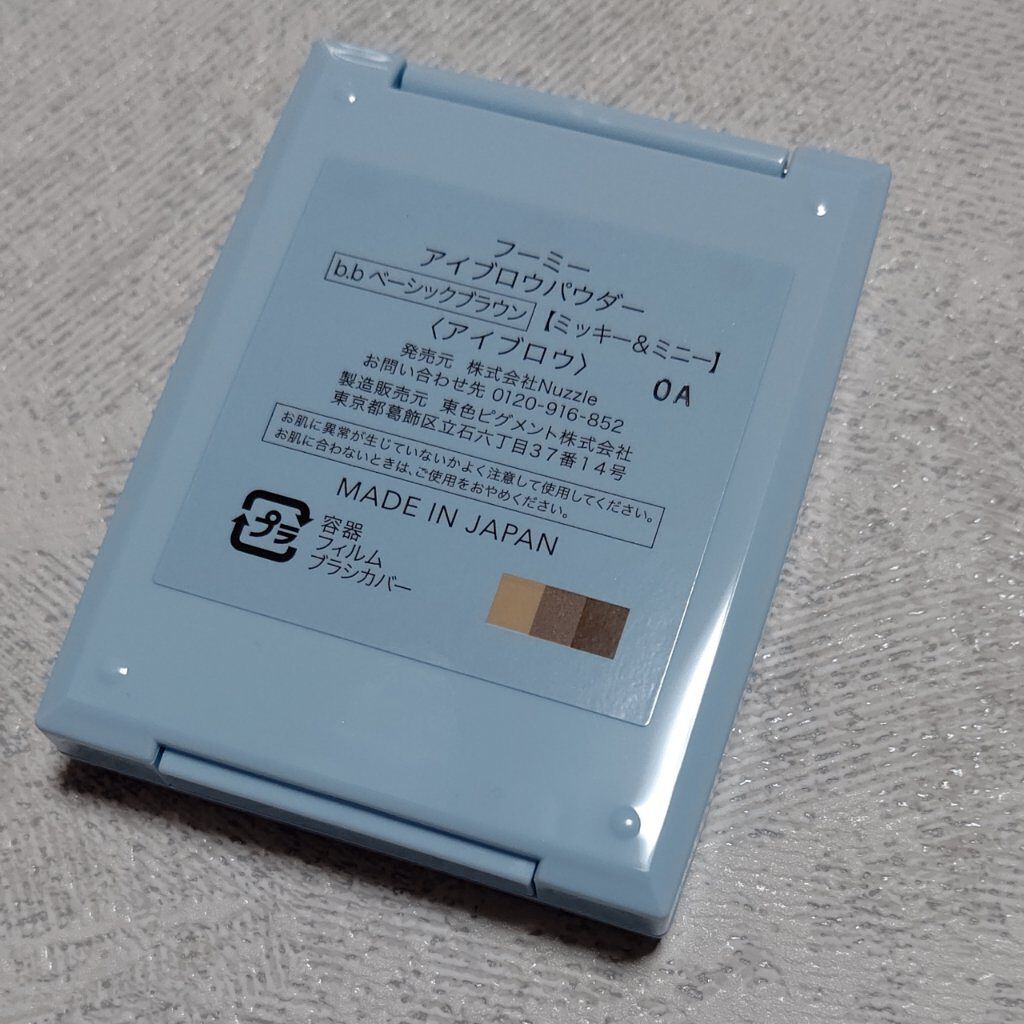 フーミー
アイブロウパウダー
b.b ベーシックブラウン 【ミッキー&ミニー】
〈アイブロウ〉
0A
発売元 株式会社Nuzzle
お問い合わせ先 0120-916-852
製造販売元 東色ピグメント株式会社
東京都葛飾区立石六丁目37番14号
お肌に異常が生じていないかよく注意して使用してください。
お肌に合わないときは、ご使用をおやめください。
MADE IN JAPAN
プラ
容器
フィルム
ブラシカバー